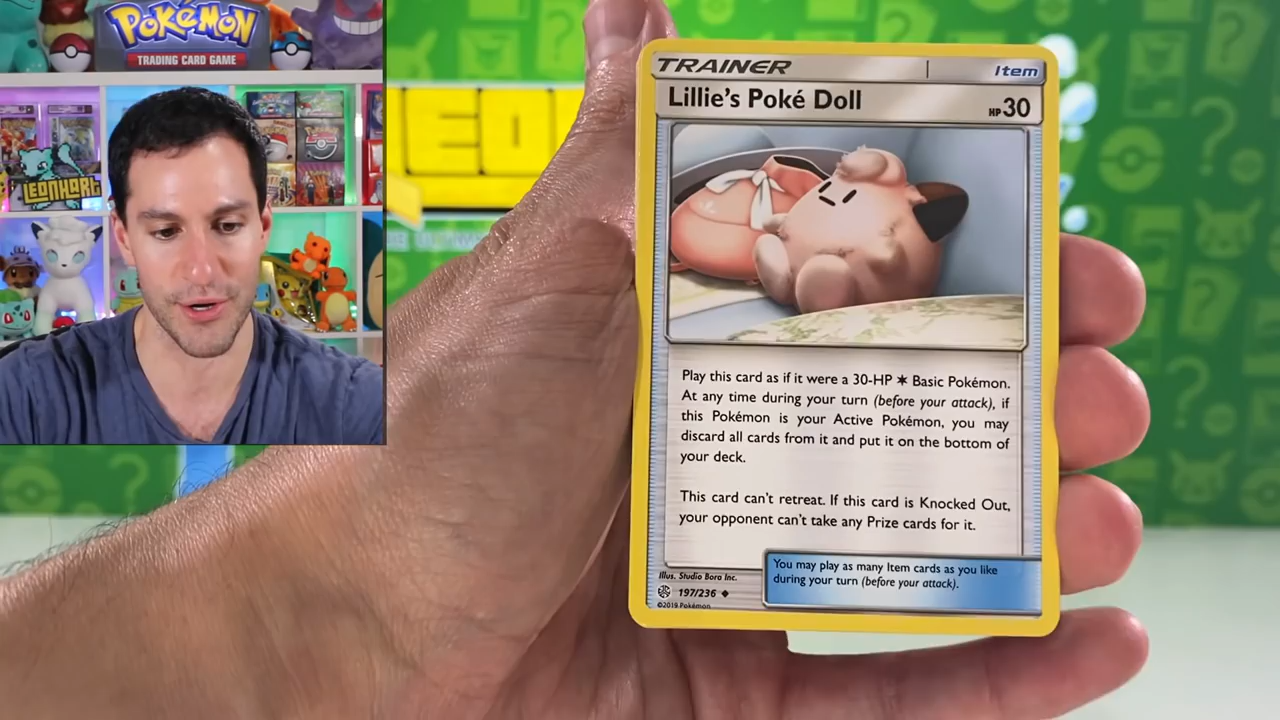 POKéMON
TRADING CARD GAME
LEONHART
LEO
TRAINER
Item
Lillie's Poké Doll
HP 30
Play this card as if it were a 30-HP ✶ Basic Pokémon.
At any time during your turn (before your attack), if
this Pokémon is your Active Pokémon, you may
discard all cards from it and put it on the bottom of
your deck.
This card can't retreat. If this card is Knocked Out,
your opponent can't take any Prize cards for it.
You may play as many Item cards as you like
during your turn (before your attack).
Illus. Studio Bora Inc.
197/236 ◆
©2019 Pokémon